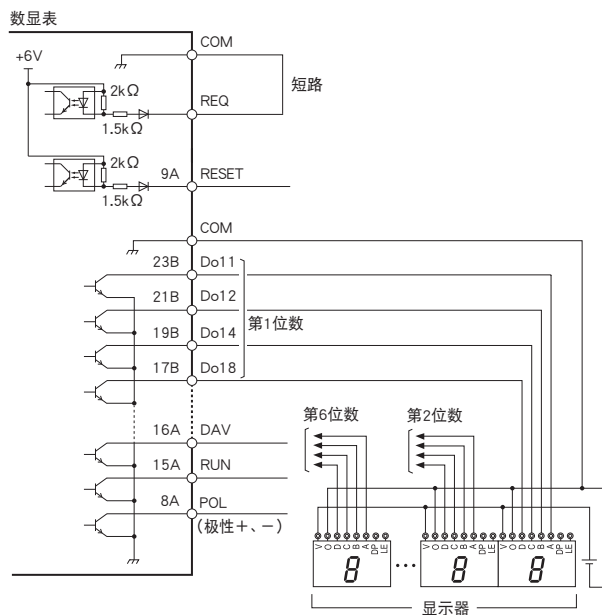 数显表
COM
+6V
2kΩ
短路
REQ
1.5kΩ
2kΩ
9A RESET
1.5kΩ
COM
23B Do11
21B Do12
第1位数
19B Do14
17B Do18
第6位数 第2位数
16A DAV
15A RUN
8A POL
(极性+、－)
V O D C B A DP LE V O D C B A DP LE V O D C B A DP LE
8 ... 8 8
显示器